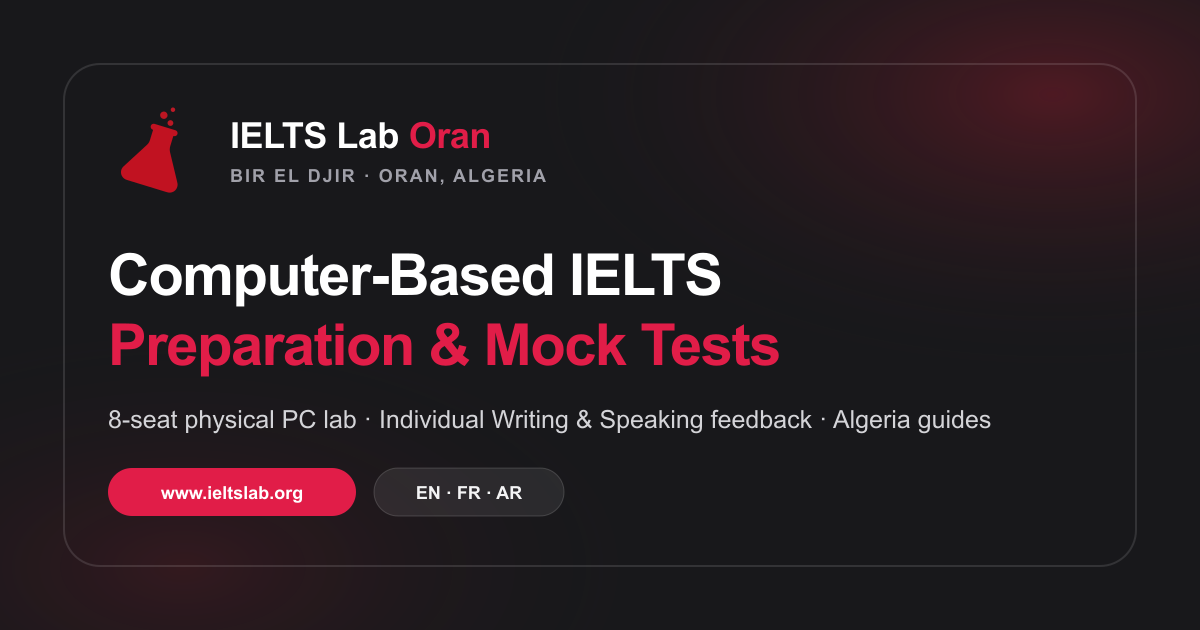 IELTS Lab Oran
BIR EL DJIR · ORAN, ALGERIA
Computer-Based IELTS
Preparation & Mock Tests
8-seat physical PC lab · Individual Writing & Speaking feedback · Algeria guides
www.ieltslab.org
EN · FR · AR